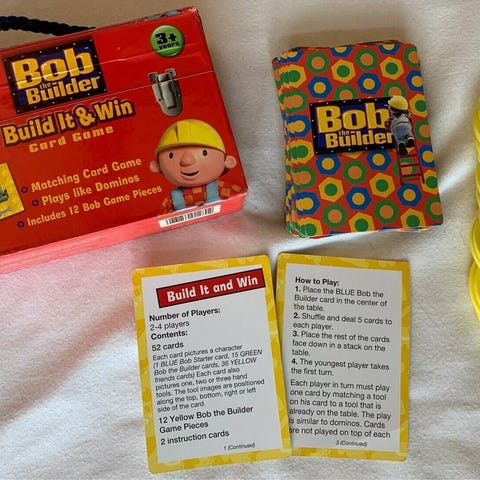 3+
YEARS
Bob
the
Builder
Build It & Win
Card Game
• Matching Card Game
• Plays like Dominos
• Includes 12 Bob Game Pieces
Bob
the
Builder
Build It and Win
Number of Players:
2-4 players
Contents:
52 cards
Each card pictures a character
(1 BLUE Bob Starter card, 15 GREEN
Bob the Builder cards, 36 YELLOW
friends cards) Each card also
pictures one, two or three hand
tools. The tool images are positioned
along the top, bottom, right or left
side of the card.
12 Yellow Bob the Builder
Game Pieces
2 instruction cards
1 (Continued)
How to Play:
1. Place the BLUE Bob the
Builder card in the center of
the table.
2. Shuffle and deal 5 cards to
each player.
3. Place the rest of the cards
face down in a stack on the
table.
4. The youngest player takes
the first turn.
Each player in turn must play
one card by matching a tool
on his card to a tool that is
already on the table. The play
is similar to dominos. Cards
are not played on top of each
3 (Continued)